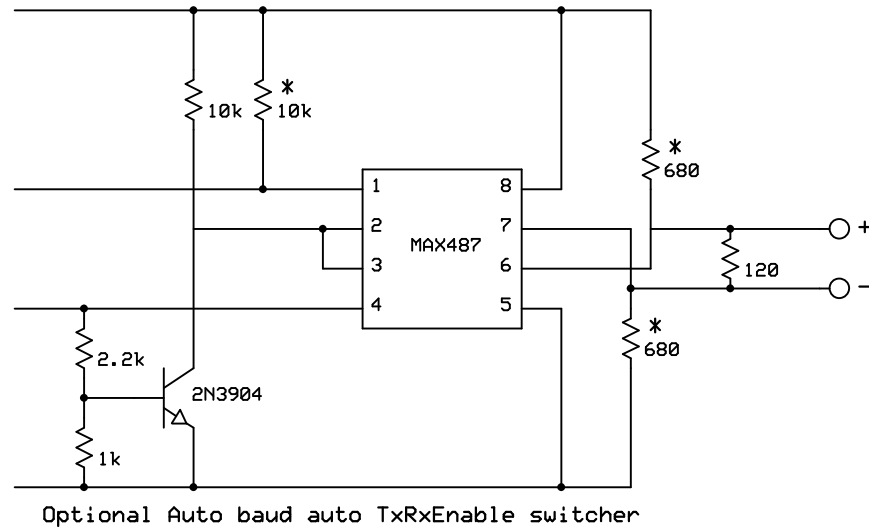 *
10k
10k
*
680
1
8
2
7
+
MAX487
3
6
120
4
5
-
*
680
2.2k
2N3904
1k
Optional Auto baud auto TxRxEnable switcher